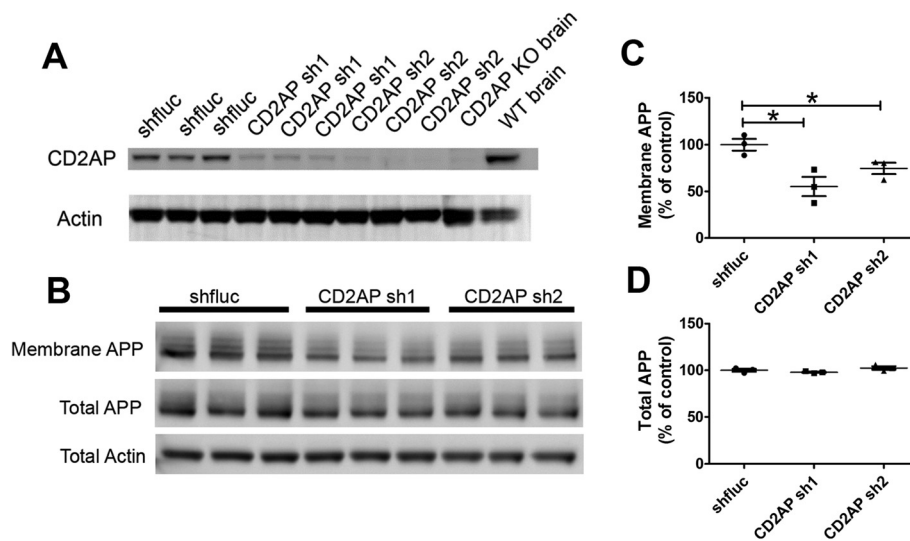 A
shfluc
shfluc
shfluc
CD2AP sh1
CD2AP sh1
CD2AP sh1
CD2AP sh2
CD2AP sh2
CD2AP sh2
CD2AP KO brain
WT brain
CD2AP
Actin
B
shfluc
CD2AP sh1
CD2AP sh2
Membrane APP
Total APP
Total Actin
C
Membrane APP
(% of control)
150
100
50
0
*
*
shfluc
CD2AP sh1
CD2AP sh2
D
Total APP
(% of control)
150
100
50
0
shfluc
CD2AP sh1
CD2AP sh2